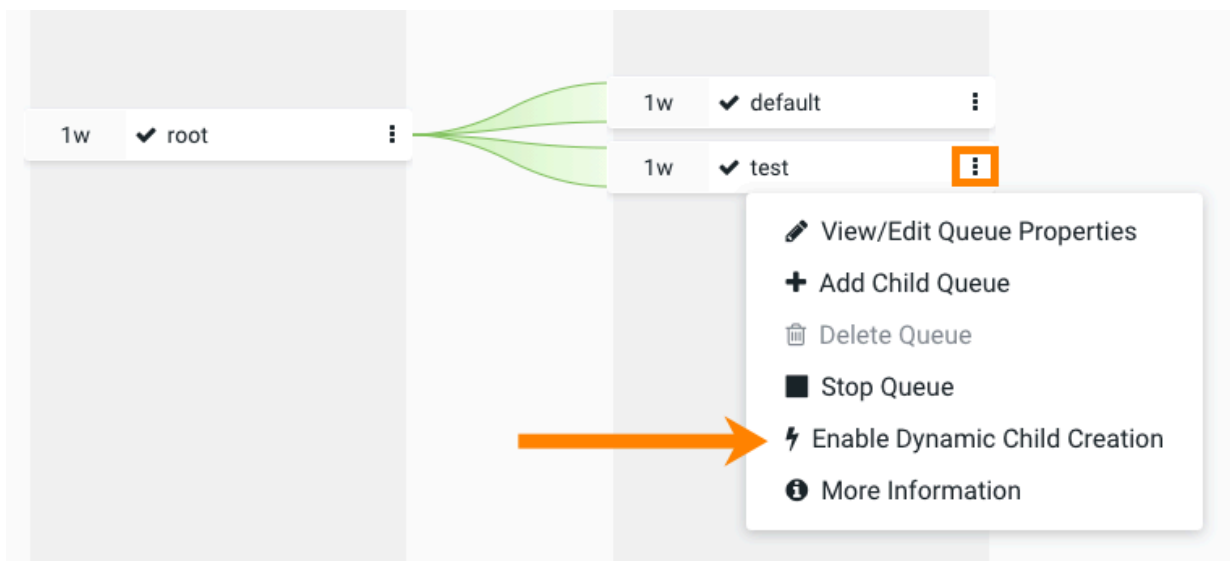 1w root
1w default
1w test
View/Edit Queue Properties
Add Child Queue
Delete Queue
Stop Queue
Enable Dynamic Child Creation
More Information